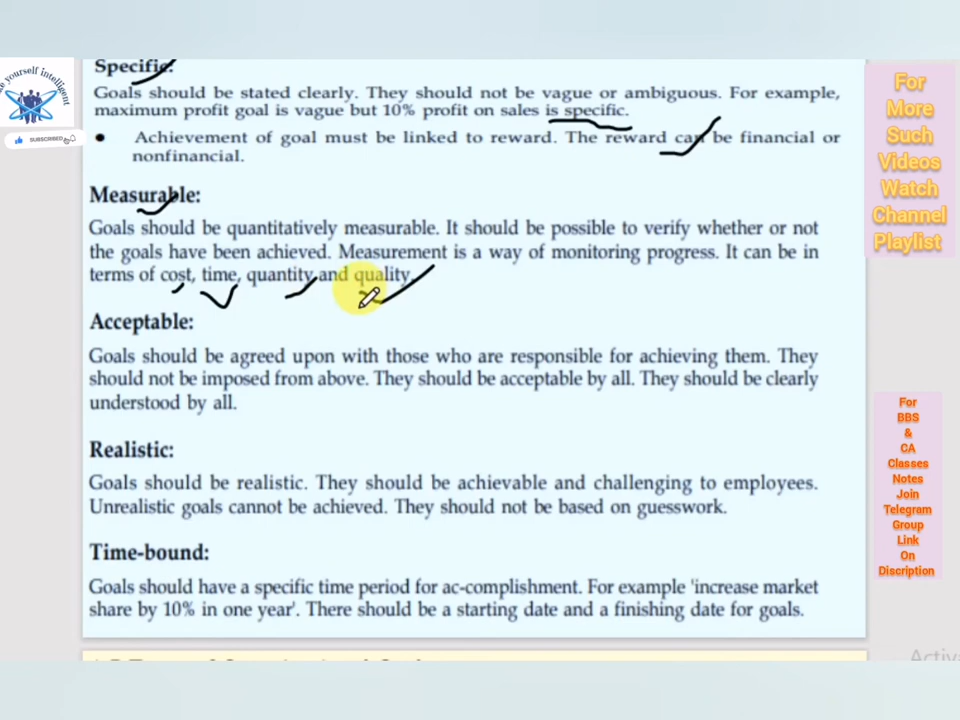 Specific:
Goals should be stated clearly. They should not be vague or ambiguous. For example,
maximum profit goal is vague but 10% profit on sales is specific.
• Achievement of goal must be linked to reward. The reward can be financial or
nonfinancial.
Measurable:
Goals should be quantitatively measurable. It should be possible to verify whether or not
the goals have been achieved. Measurement is a way of monitoring progress. It can be in
terms of cost, time, quantity and quality.
Acceptable:
Goals should be agreed upon with those who are responsible for achieving them. They
should not be imposed from above. They should be acceptable by all. They should be clearly
understood by all.
Realistic:
Goals should be realistic. They should be achievable and challenging to employees.
Unrealistic goals cannot be achieved. They should not be based on guesswork.
Time-bound:
Goals should have a specific time period for ac-complishment. For example 'increase market
share by 10% in one year'. There should be a starting date and a finishing date for goals.
yourself intelligent
SUBSCRIBED
For
More
Such
Videos
Watch
Channel
Playlist
For
BBS
&
CA
Classes
Notes
Join
Telegram
Group
Link
On
Discription